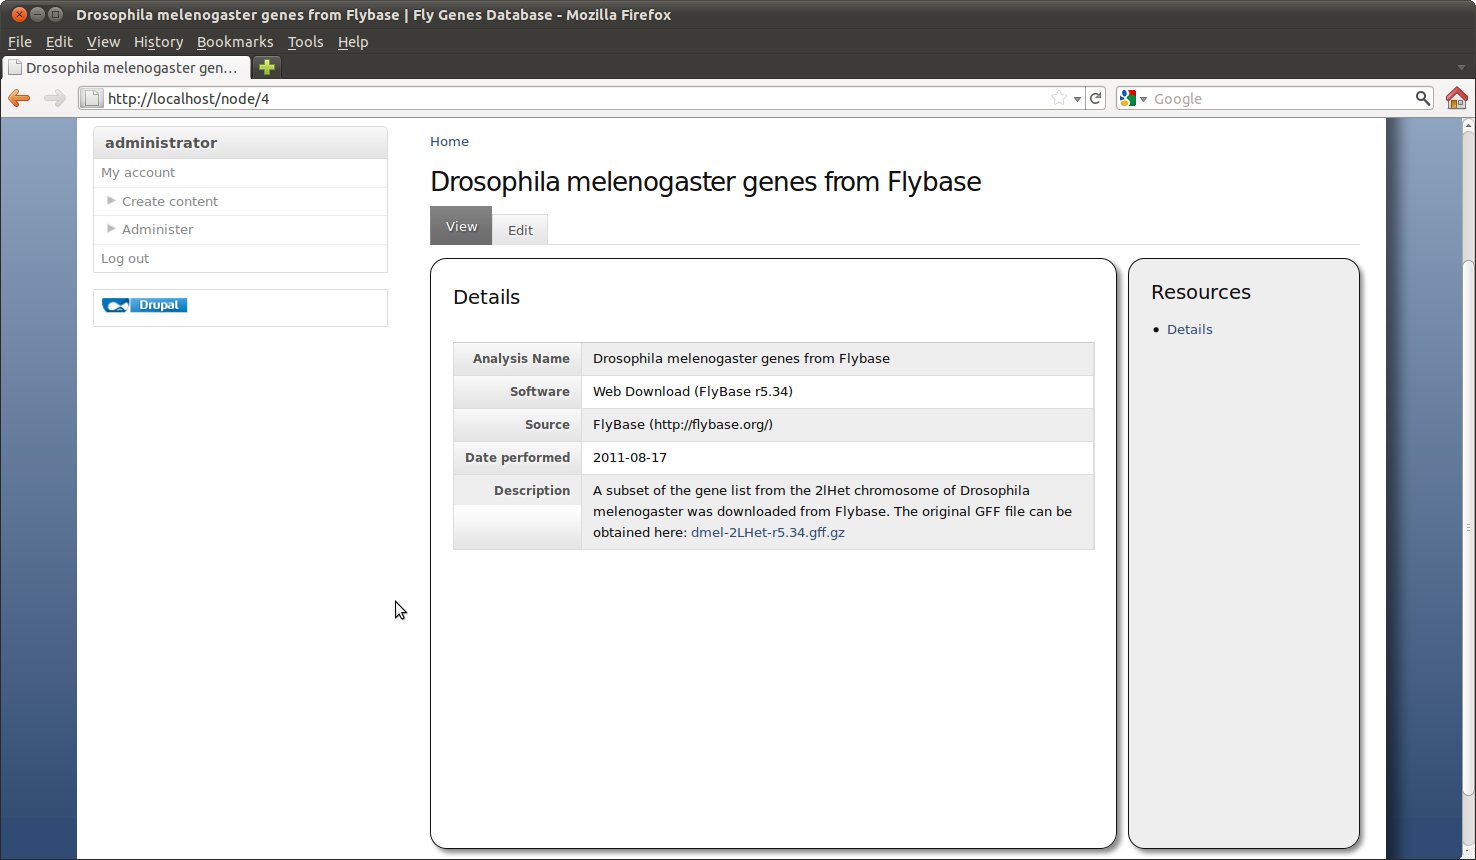 Drosophila melenogaster genes from Flybase | Fly Genes Database - Mozilla Firefox
File Edit View History Bookmarks Tools Help
Drosophila melenogaster gen...
http://localhost/node/4
Google
administrator
My account
Create content
Administer
Log out
Drupal
Home
Drosophila melenogaster genes from Flybase
View Edit
Details
Analysis Name Drosophila melenogaster genes from Flybase
Software Web Download (FlyBase r5.34)
Source FlyBase (http://flybase.org/)
Date performed 2011-08-17
Description A subset of the gene list from the 2lHet chromosome of Drosophila
melenogaster was downloaded from Flybase. The original GFF file can be
obtained here: dmel-2LHet-r5.34.gff.gz
Resources
Details